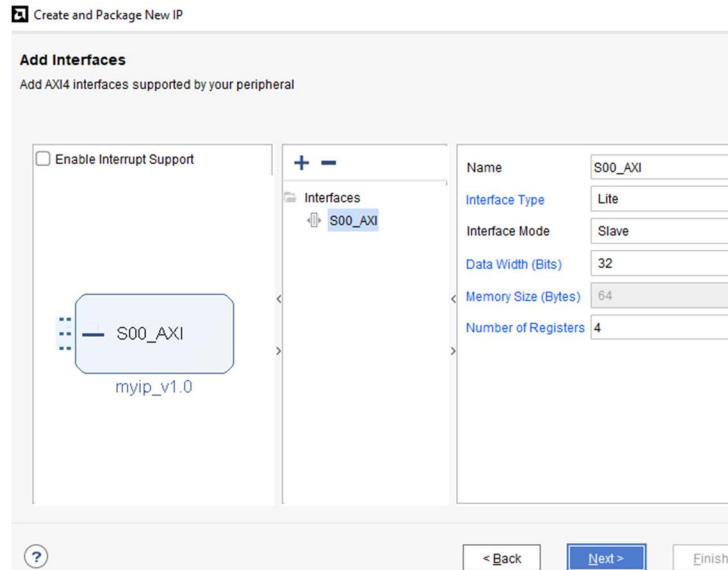 Create and Package New IP
Add Interfaces
Add AXI4 interfaces supported by your peripheral
Enable Interrupt Support
S00_AXI
myip_v1.0
+ −
Interfaces
S00_AXI
Name S00_AXI
Interface Type Lite
Interface Mode Slave
Data Width (Bits) 32
Memory Size (Bytes) 64
Number of Registers 4
?
< Back
Next >
Finish